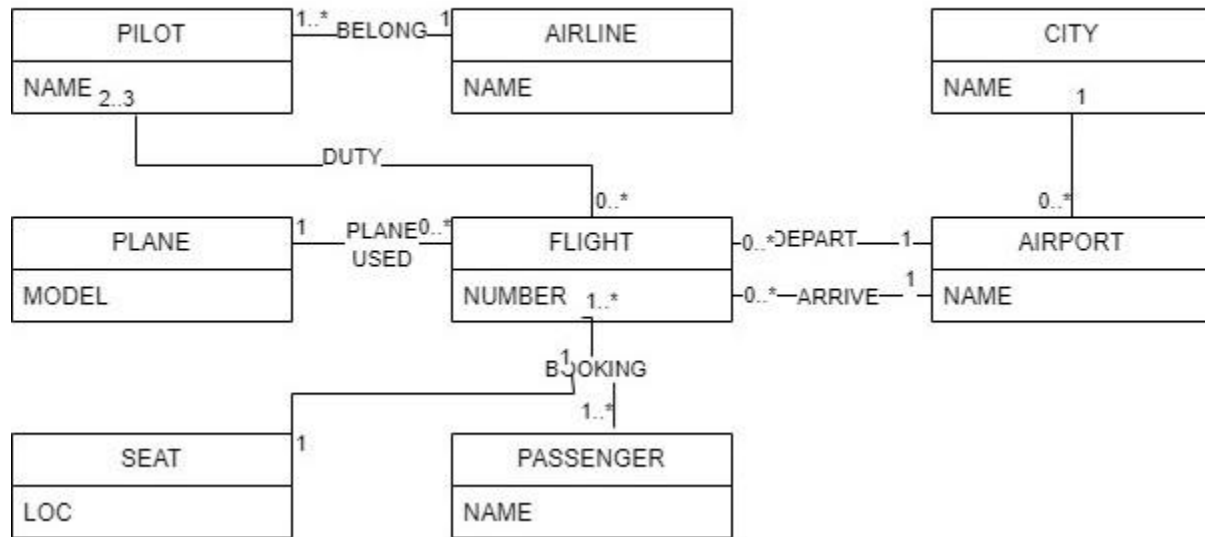 1..* BELONG 1
PILOT
AIRLINE
CITY
NAME
2..3
NAME
NAME
1
DUTY
0..*
0..*
PLANE
1
PLANE
USED
0..*
FLIGHT
0..*
DEPART
1
AIRPORT
MODEL
NUMBER
1..*
0..*
ARRIVE
1
NAME
1
BOOKING
1..*
SEAT
1
PASSENGER
LOC
NAME